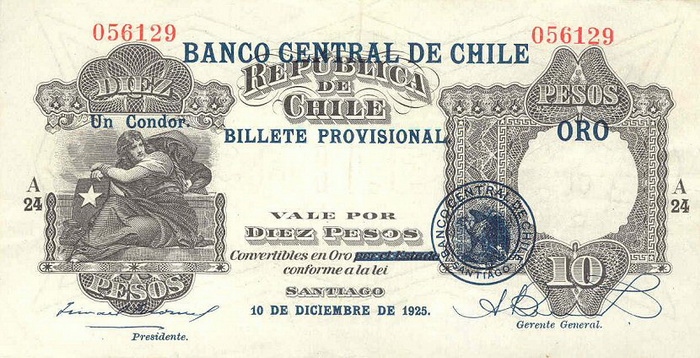 056129
056129
BANCO CENTRAL DE CHILE
REPÚBLICA
DE
CHILE
DIEZ
PESOS
Un Condor.
BILLETE PROVISIONAL
ORO
A
24
A
24
VALE POR
DIEZ PESOS
Convertibles en Oro
conforme a la lei
BANCO CENTRAL DE CHILE
SANTIAGO
PESOS
10
SANTIAGO
10 DE DICIEMBRE DE 1925.
Presidente.
Gerente General.